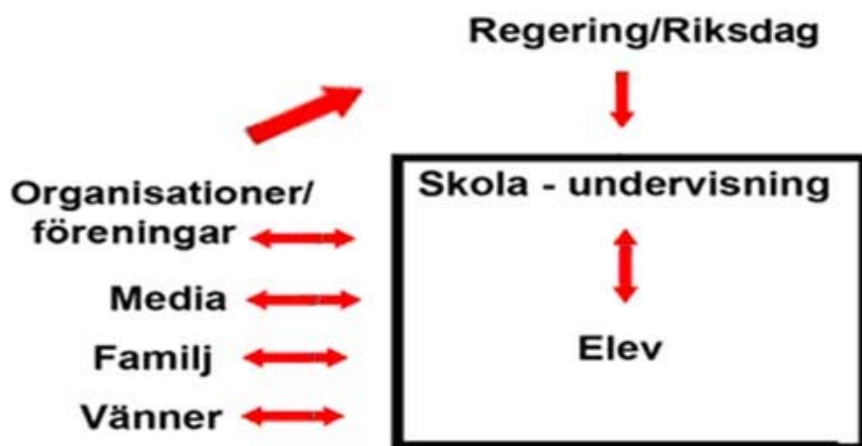 Regering/Riksdag
Organisationer/
föreningar
Skola - undervisning
Media
Familj
Elev
Vänner